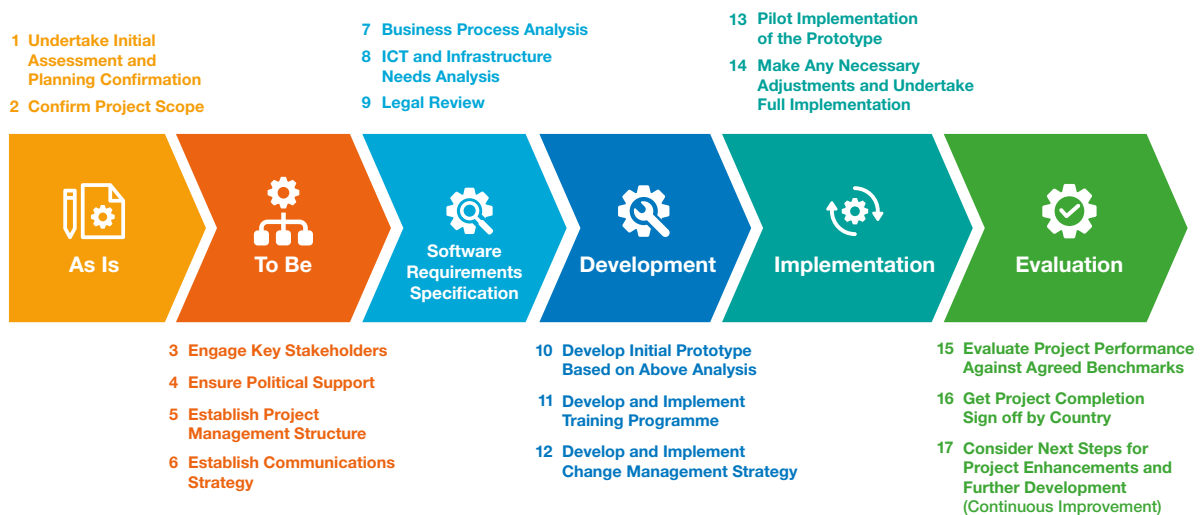 1 Undertake Initial
Assessment and
Planning Confirmation
2 Confirm Project Scope
7 Business Process Analysis
8 ICT and Infrastructure
Needs Analysis
9 Legal Review
13 Pilot Implementation
of the Prototype
14 Make Any Necessary
Adjustments and Undertake
Full Implementation
As Is
To Be
Software
Requirements
Specification
Development
Implementation
Evaluation
3 Engage Key Stakeholders
4 Ensure Political Support
5 Establish Project
Management Structure
6 Establish Communications
Strategy
10 Develop Initial Prototype
Based on Above Analysis
11 Develop and Implement
Training Programme
12 Develop and Implement
Change Management Strategy
15 Evaluate Project Performance
Against Agreed Benchmarks
16 Get Project Completion
Sign off by Country
17 Consider Next Steps for
Project Enhancements and
Further Development
(Continuous Improvement)